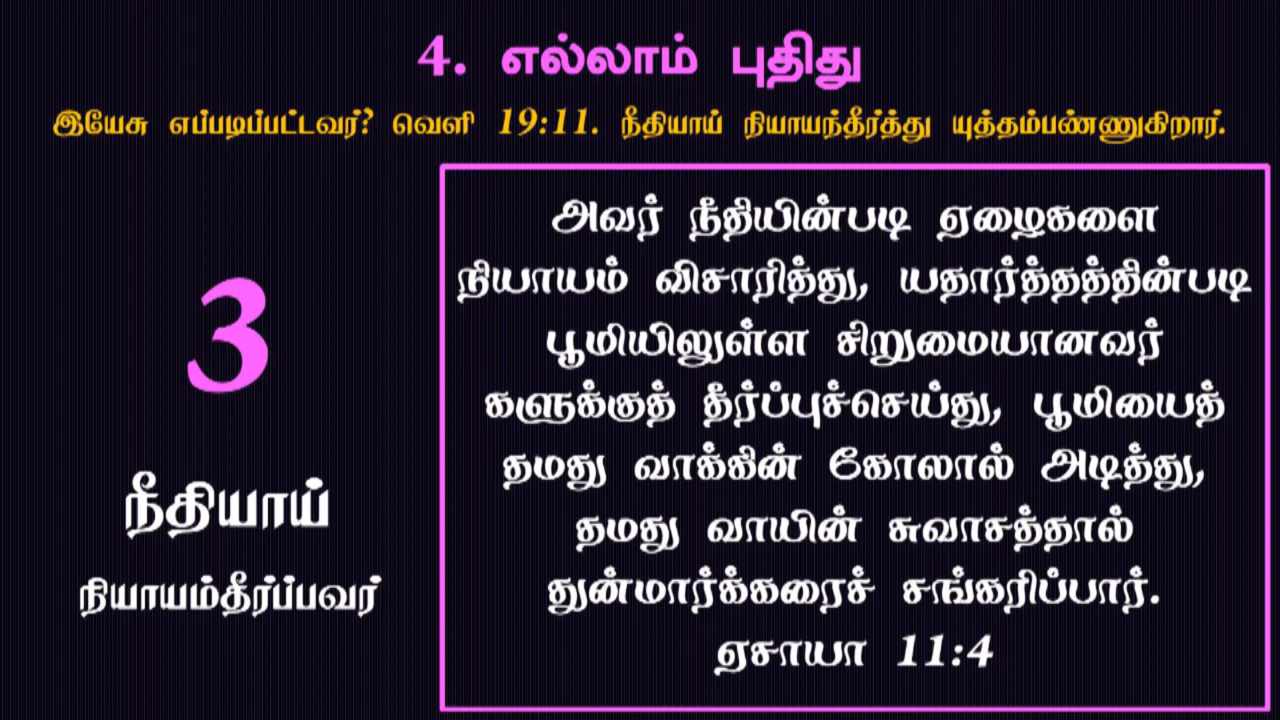 4. எல்லாம் புதிது
இயேசு எப்படிப்பட்டவர்? வெளி 19:11. நீதியாய் நியாயந்தீர்த்து யுத்தம்பண்ணுகிறார்.
3
நீதியாய்
நியாயம்தீர்ப்பவர்
அவர் நீதியின்படி ஏழைகளை
நியாயம் விசாரித்து, யதார்த்தத்தின்படி
பூமியிலுள்ள சிறுமையானவர்
களுக்குத் தீர்ப்புச்செய்து, பூமியைத்
தமது வாக்கின் கோலால் அடித்து,
தமது வாயின் சுவாசத்தால்
துன்மார்க்கரைச் சங்கரிப்பார்.
ஏசாயா 11:4